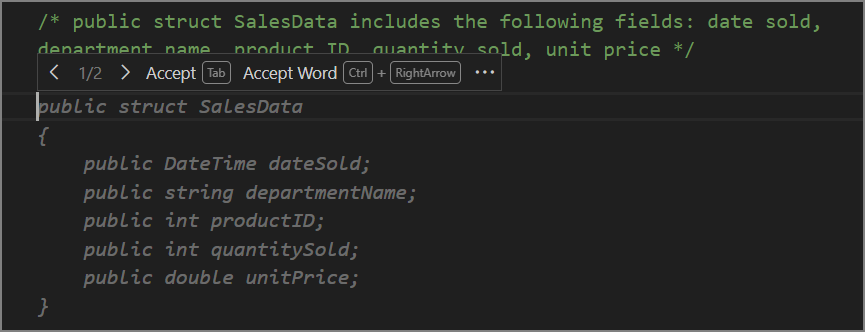 /* public struct SalesData includes the following fields: date sold,
department name, product ID, quantity sold, unit price */
1/2 Accept Tab Accept Word Ctrl + RightArrow ...
public struct SalesData
{
    public DateTime dateSold;
    public string departmentName;
    public int productID;
    public int quantitySold;
    public double unitPrice;
}